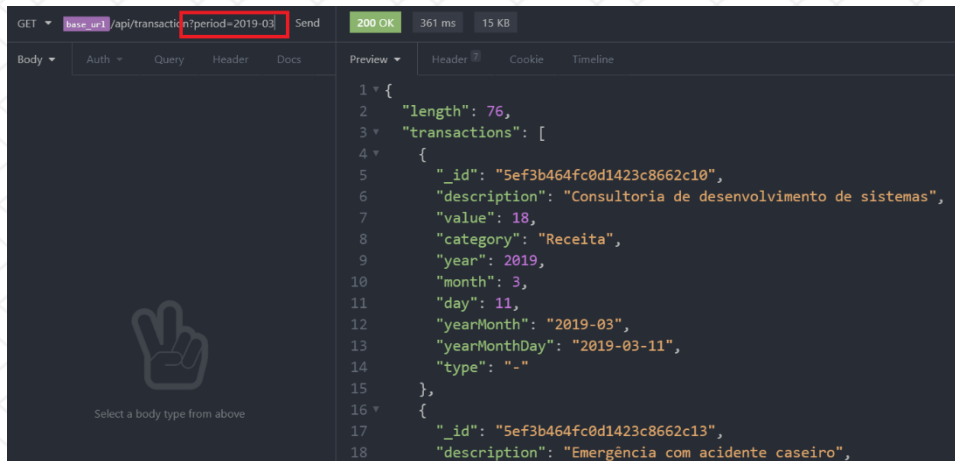 GET base_url /api/transaction?period=2019-03 Send 200 OK 361 ms 15 KB
Body Auth Query Header Docs Preview Header 7 Cookie Timeline
1 {
2 "length": 76,
3 "transactions": [
4 {
5 "_id": "5ef3b464fc0d1423c8662c10",
6 "description": "Consultoria de desenvolvimento de sistemas",
7 "value": 18,
8 "category": "Receita",
9 "year": 2019,
10 "month": 3,
11 "day": 11,
12 "yearMonth": "2019-03",
13 "yearMonthDay": "2019-03-11",
14 "type": "-"
15 },
16 {
17 "_id": "5ef3b464fc0d1423c8662c13",
18 "description": "Emergência com acidente caseiro",
Select a body type from above